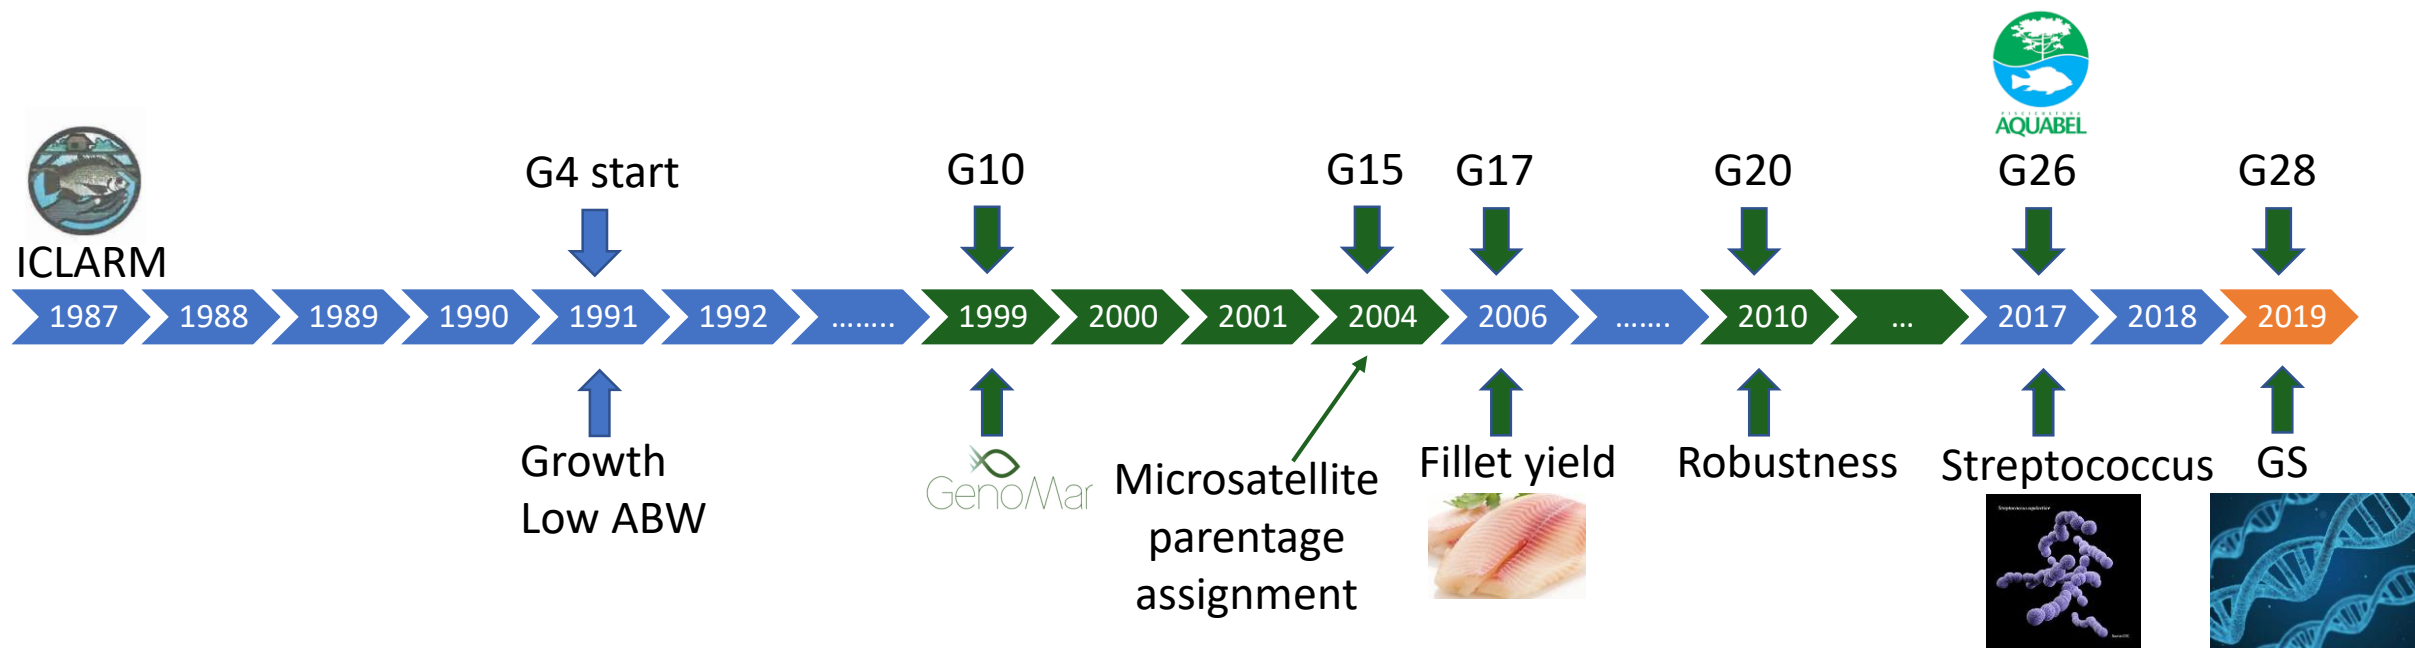 PISCICULTURA
AQUABEL
ICLARM
G4 start
G10
G15
G17
G20
G26
G28
1987
1988
1989
1990
1991
1992
........
1999
2000
2001
2004
2006
.......
2010
...
2017
2018
2019
Growth
Low ABW
GenoMar
Microsatellite
parentage
assignment
Fillet yield
Robustness
Streptococcus
GS